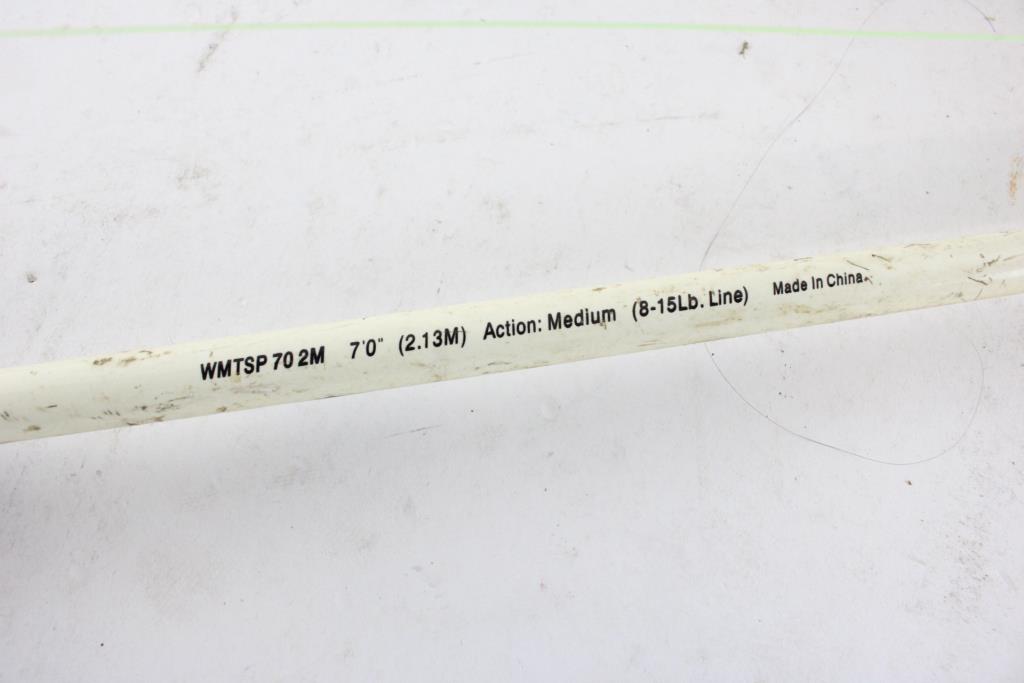 WMTSP 70 2M 7'0" (2.13M) Action: Medium (8-15Lb. Line) Made In China